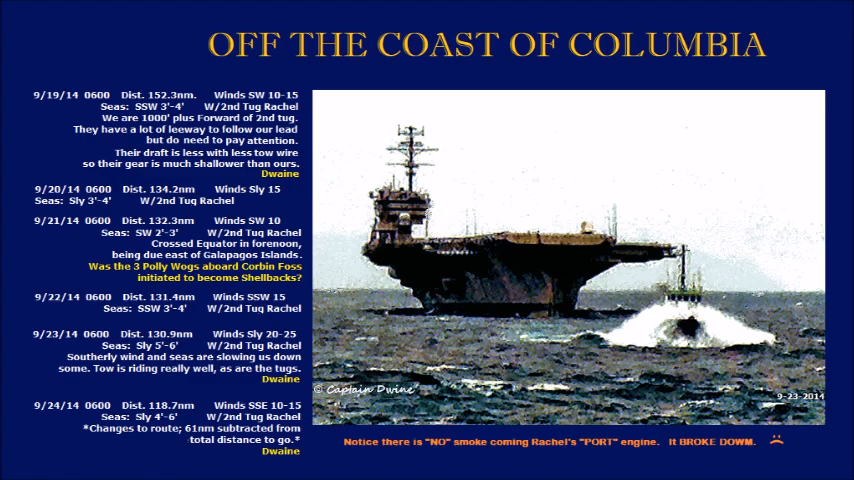 OFF THE COAST OF COLUMBIA
9/19/14 0600 Dist. 152.3nm. Winds SW 10-15
Seas: SSW 3'-4' W/2nd Tug Rachel
We are 1000' plus Forward of 2nd tug.
They have a lot of leeway to follow our lead
but do need to pay attention.
Their draft is less with less tow wire
so their gear is much shallower than ours.
Dwaine
9/20/14 0600 Dist. 134.2nm Winds Sly 15
Seas: Sly 3'-4' W/2nd Tug Rachel
9/21/14 0600 Dist. 132.3nm Winds SW 10
Seas: SW 2'-3' W/2nd Tug Rachel
Crossed Equator in forenoon,
being due east of Galapagos Islands.
Was the 3 Polly Wogs aboard Corbin Foss
initiated to become Shellbacks?
9/22/14 0600 Dist. 131.4nm Winds SSW 15
Seas: SSW 3'-4' W/2nd Tug Rachel
9/23/14 0600 Dist. 130.9nm Winds Sly 20-25
Seas: Sly 5'-6' W/2nd Tug Rachel
Southerly wind and seas are slowing us down
some. Tow is riding really well, as are the tugs.
Dwaine
9/24/14 0600 Dist. 118.7nm Winds SSE 10-15
Seas: Sly 4'-6' W/2nd Tug Rachel
*Changes to route; 61nm subtracted from
total distance to go.*
Dwaine
© Captain Dwine
9-23-2014
Notice there is "NO" smoke coming Rachel's "PORT" engine. It BROKE DOWM.